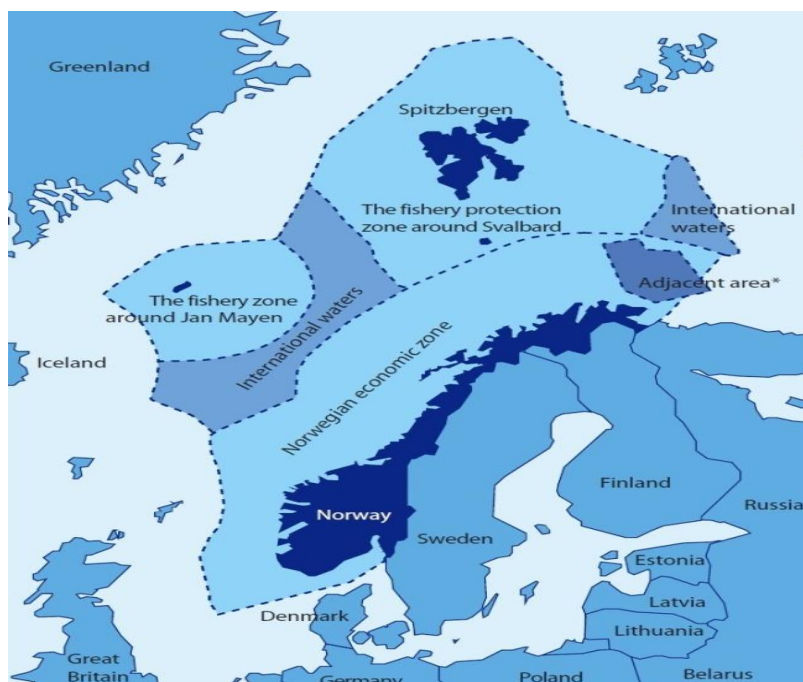 Greenland
Spitzbergen
The fishery protection
zone around Svalbard
International
waters
Adjacent area*
The fishery zone
around Jan Mayen
International waters
Iceland
Norwegian economic zone
Norway
Sweden
Finland
Russia
Estonia
Latvia
Lithuania
Denmark
Great
Britain
Germany
Poland
Belarus